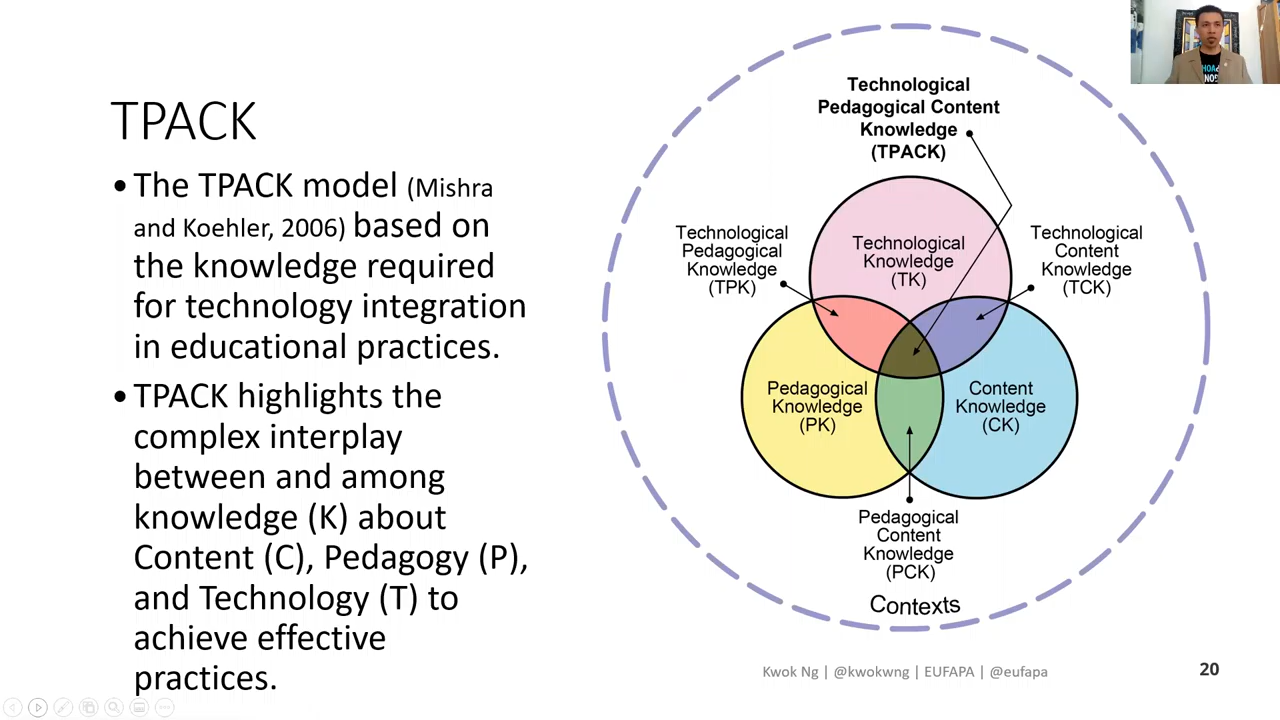 TPACK
• The TPACK model (Mishra
and Koehler, 2006) based on
the knowledge required
for technology integration
in educational practices.
• TPACK highlights the
complex interplay
between and among
knowledge (K) about
Content (C), Pedagogy (P),
and Technology (T) to
achieve effective
practices.
Technological
Pedagogical Content
Knowledge
(TPACK)
Technological
Pedagogical
Knowledge
(TPK)
Technological
Knowledge
(TK)
Technological
Content
Knowledge
(TCK)
Pedagogical
Knowledge
(PK)
Content
Knowledge
(CK)
Pedagogical
Content
Knowledge
(PCK)
Contexts
Kwok Ng | @kwokwng | EUFAPA | @eufapa
20